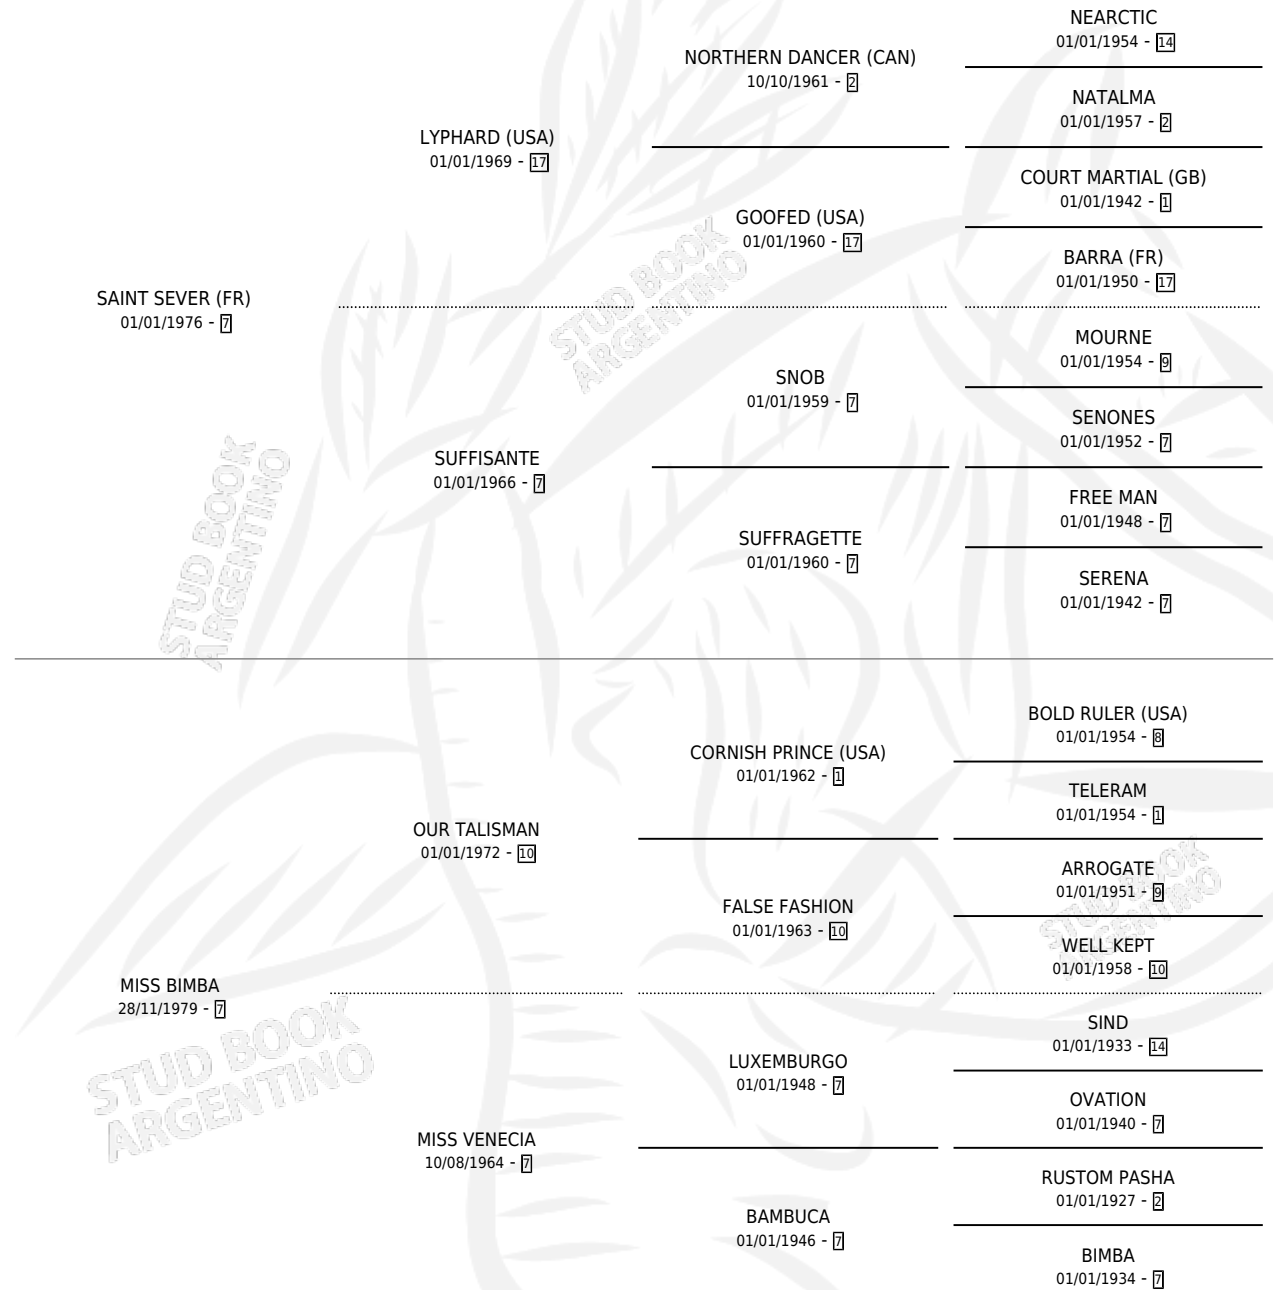 NEARCTIC
01/01/1954 - 14
NORTHERN DANCER (CAN)
10/10/1961 - 2
NATALMA
01/01/1957 - 2
LYPHARD (USA)
01/01/1969 - 17
COURT MARTIAL (GB)
01/01/1942 - 1
GOOFED (USA)
01/01/1960 - 17
BARRA (FR)
01/01/1950 - 17
SAINT SEVER (FR)
01/01/1976 - 7
STUD BOOK
ARGENTINO
MOURNE
01/01/1954 - 9
SNOB
01/01/1959 - 7
SENONES
01/01/1952 - 7
SUFFISANTE
01/01/1966 - 7
FREE MAN
01/01/1948 - 7
SUFFRAGETTE
01/01/1960 - 7
SERENA
01/01/1942 - 7
STUD BOOK
ARGENTINO
BOLD RULER (USA)
01/01/1954 - 8
CORNISH PRINCE (USA)
01/01/1962 - 1
TELERAM
01/01/1954 - 1
OUR TALISMAN
01/01/1972 - 10
ARROGATE
01/01/1951 - 9
FALSE FASHION
01/01/1963 - 10
STUD BOOK
ARGENTINO
WELL KEPT
01/01/1958 - 10
MISS BIMBA
28/11/1979 - 7
STUD BOOK
ARGENTINO
SIND
01/01/1933 - 14
LUXEMBURGO
01/01/1948 - 7
OVATION
01/01/1940 - 7
MISS VENECIA
10/08/1964 - 7
RUSTOM PASHA
01/01/1927 - 2
BAMBUCA
01/01/1946 - 7
BIMBA
01/01/1934 - 7